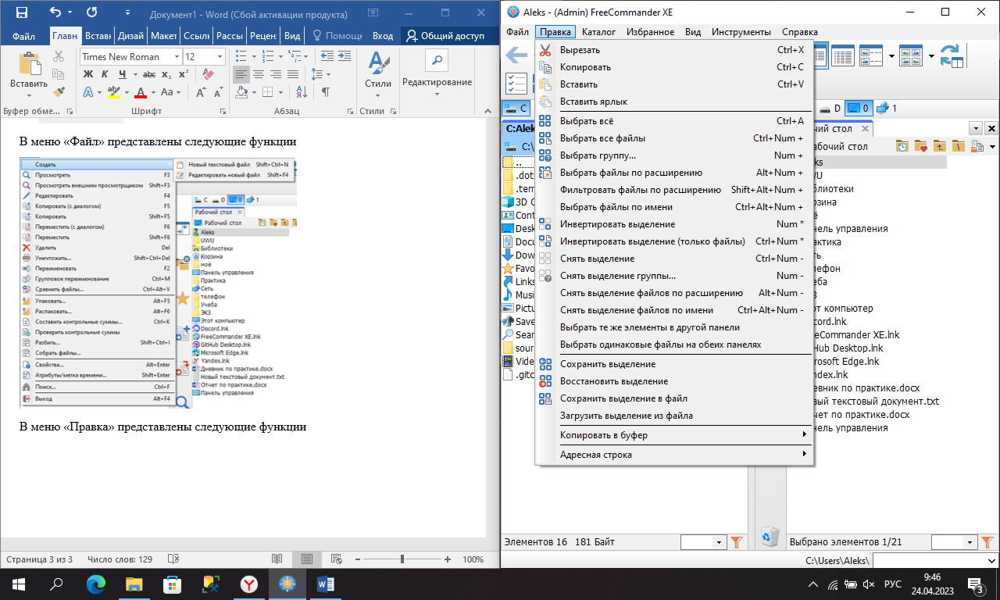 Документ1 - Word (Сбой активации продукта)
Файл
Главн
Встави
Дизай
Макет
Ссылк
Рассы
Рецен
Вид
Помощн
Вход
Общий доступ
Вставить
Times New Roman
12
Ж К Ч abc x₂ x²
Aa
Стили
Редактирование
Буфер обме...
Шрифт
Абзац
Стили
В меню «Файл» представлены следующие функции
Создать
Новый текстовый файл Shift+Ctrl+N
Просмотреть F3
Редактировать новый файл Shift+F4
Просмотреть внешним просмотрщиком Shift+F3
Редактировать F4
Копировать (с диалогом) F5
Копировать Shift+F5
Переместить (с диалогом) F6
Переместить Shift+F6
Удалить Del
Уничтожить... Shift+Ctrl+Del
Переименовать F2
Групповое переименование Ctrl+M
Сравнить файлы... Ctrl+Alt+V
Упаковать... Alt+F5
Распаковать... Alt+F6
Составить контрольные суммы... Ctrl+K
Проверить контрольные суммы
Разбить... Shift+Ctrl+I
Собрать файлы...
Свойства... Alt+Enter
Атрибуты/метка времени... Shift+Enter
Поиск... Ctrl+F
Выход Alt+F4
C D 0 1
Рабочий стол
Рабочий стол
Aleks
UWU
Библиотеки
Корзина
моё
Панель управления
Практика
Сеть
телефон
Учеба
ЭКЗ
Этот компьютер
Discord.lnk
FreeCommander XE.lnk
GitHub Desktop.lnk
Microsoft Edge.lnk
Yandex.lnk
Дневник по практике.docx
Новый текстовый документ.txt
Отчет по практике.docx
Панель управления
В меню «Правка» представлены следующие функции
Страница 3 из 3
Число слов: 129
100%
Aleks - (Admin) FreeCommander XE
Файл Правка Каталог Избранное Вид Инструменты Справка
Вырезать Ctrl+X
Копировать Ctrl+C
Вставить Ctrl+V
Вставить ярлык
Выбрать всё Ctrl+A
Выбрать все файлы Ctrl+Num +
Выбрать группу... Num +
Выбрать файлы по расширению Alt+Num +
Фильтровать файлы по расширению Shift+Alt+Num +
Выбрать файлы по имени Ctrl+Alt+Num +
Инвертировать выделение Num *
Инвертировать выделение (только файлы) Ctrl+Num *
Снять выделение Ctrl+Num -
Снять выделение группы... Num -
Снять выделение файлов по расширению Alt+Num -
Снять выделение файлов по имени Ctrl+Alt+Num -
Выбрать те же элементы в другой панели
Выбрать одинаковые файлы на обеих панелях
Сохранить выделение
Восстановить выделение
Сохранить выделение в файл
Загрузить выделение из файла
Копировать в буфер
Адресная строка
C
C:Alek
C:\
..
.dot
.tem
3D C
Cont
Desk
Docu
Dow
Favo
Links
Musi
Pictu
Save
Sear
sour
Vide
.gitc
D 0 1
чий стол
Рабочий стол
ks
VU
блиотеки
рзина
ё
нель управления
актика
ть
лефон
еба
З
от компьютер
cord.lnk
eeCommander XE.lnk
Hub Desktop.lnk
crosoft Edge.lnk
ndex.lnk
евник по практике.docx
вый текстовый документ.txt
чет по практике.docx
нель управления
Элементов 16 181 Байт
Выбрано элементов 1/21
C:\Users\Aleks\
РУС
9:46
24.04.2023
3